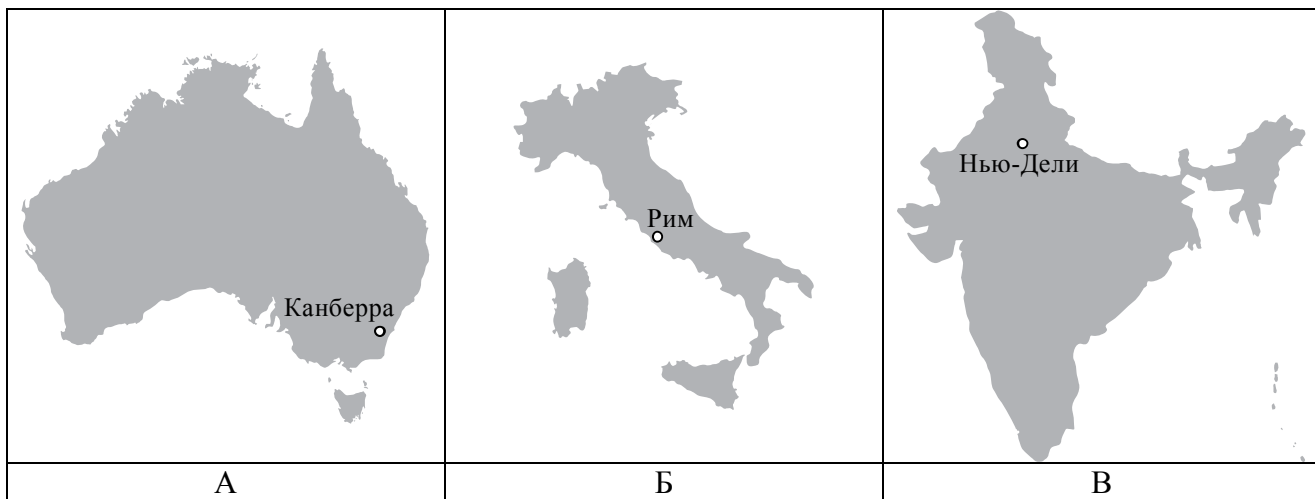 Канберра
Рим
Нью-Дели
А
Б
В